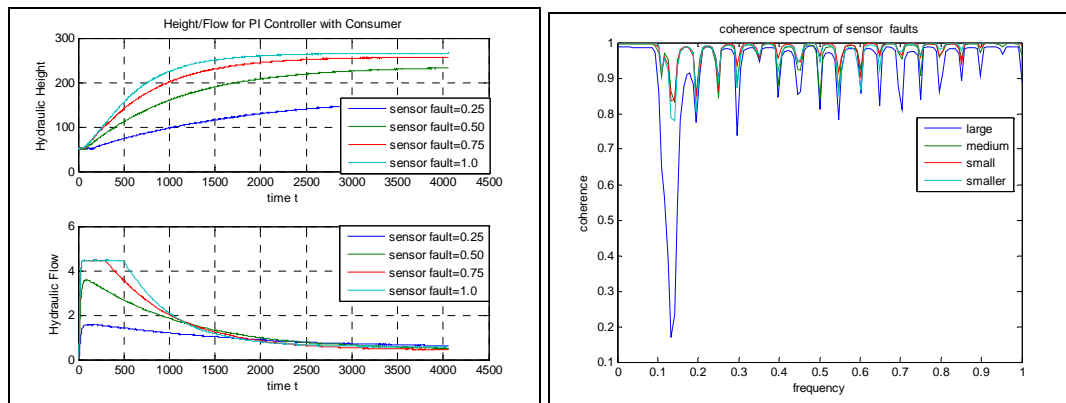 Height/Flow for PI Controller with Consumer
300
200
100
0
Hydraulic Height
sensor fault=0.25
sensor fault=0.50
sensor fault=0.75
sensor fault=1.0
0 500 1000 1500 2000 2500 3000 3500 4000 4500
time t
6
4
2
0
Hydraulic Flow
sensor fault=0.25
sensor fault=0.50
sensor fault=0.75
sensor fault=1.0
0 500 1000 1500 2000 2500 3000 3500 4000 4500
time t
coherence spectrum of sensor faults
1
0.9
0.8
0.7
0.6
0.5
0.4
0.3
0.2
0.1
coherence
large
medium
small
smaller
0 0.1 0.2 0.3 0.4 0.5 0.6 0.7 0.8 0.9 1
frequency